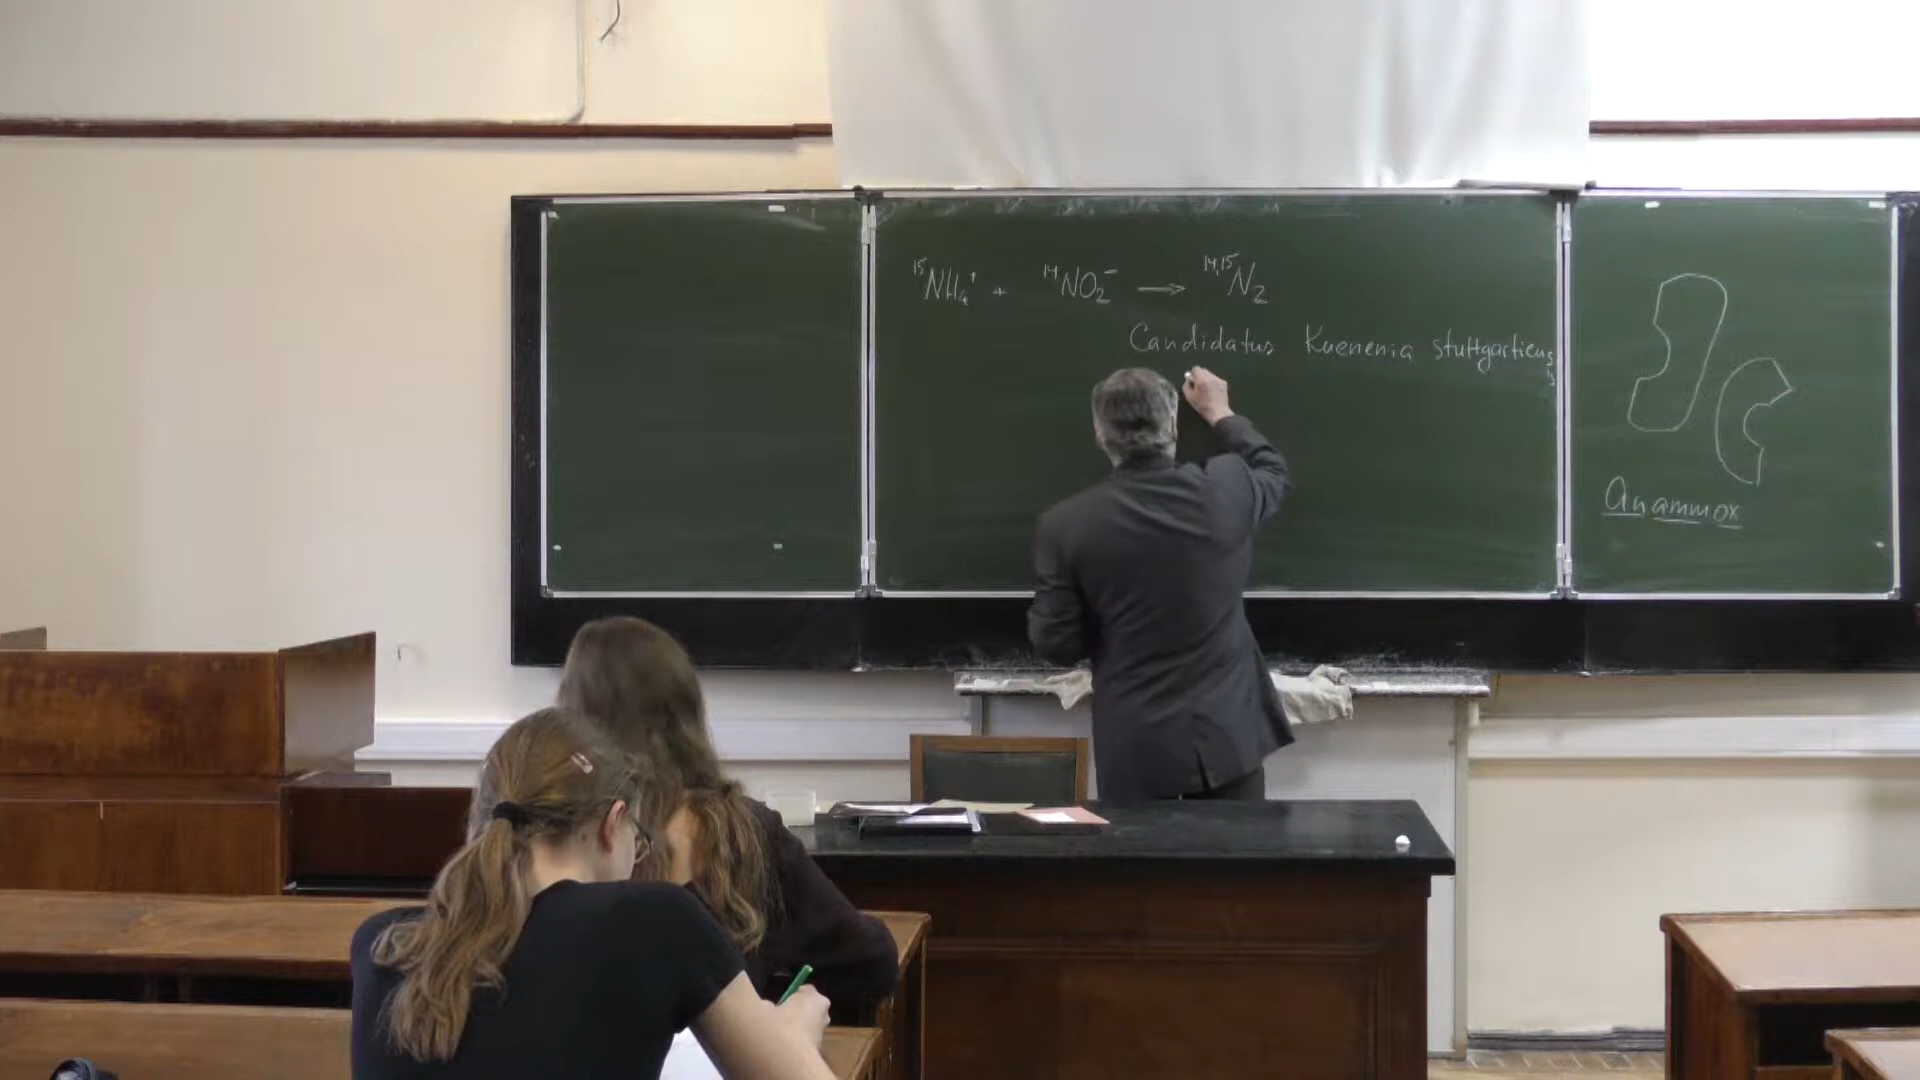 ¹⁵NH₄⁺ + ¹⁴NO₂⁻ → ¹⁴,¹⁵N₂
Candidatus Kuenenia stuttgartiensis
Anammox